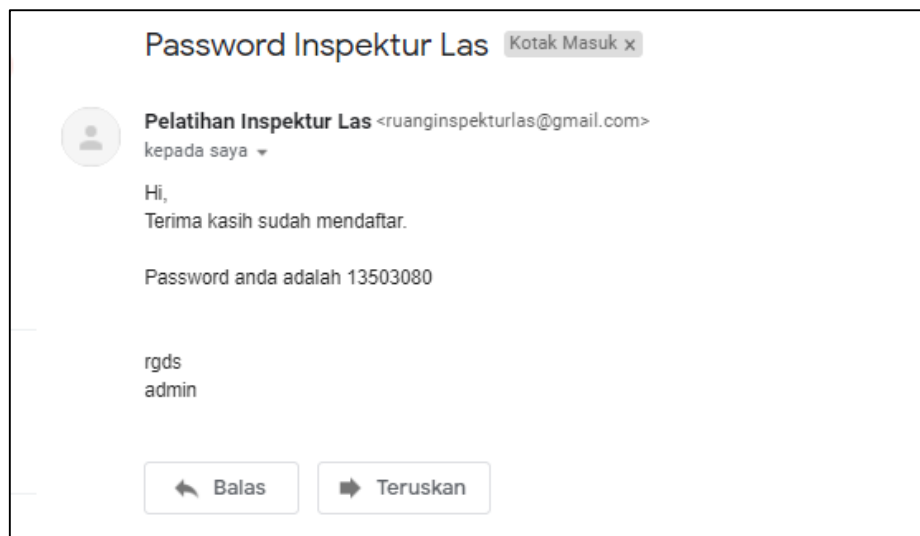 Password Inspektur Las Kotak Masuk x
Pelatihan Inspektur Las <ruanginspekturlas@gmail.com>
kepada saya
Hi,
Terima kasih sudah mendaftar.
Password anda adalah 13503080
rgds
admin
Balas Teruskan